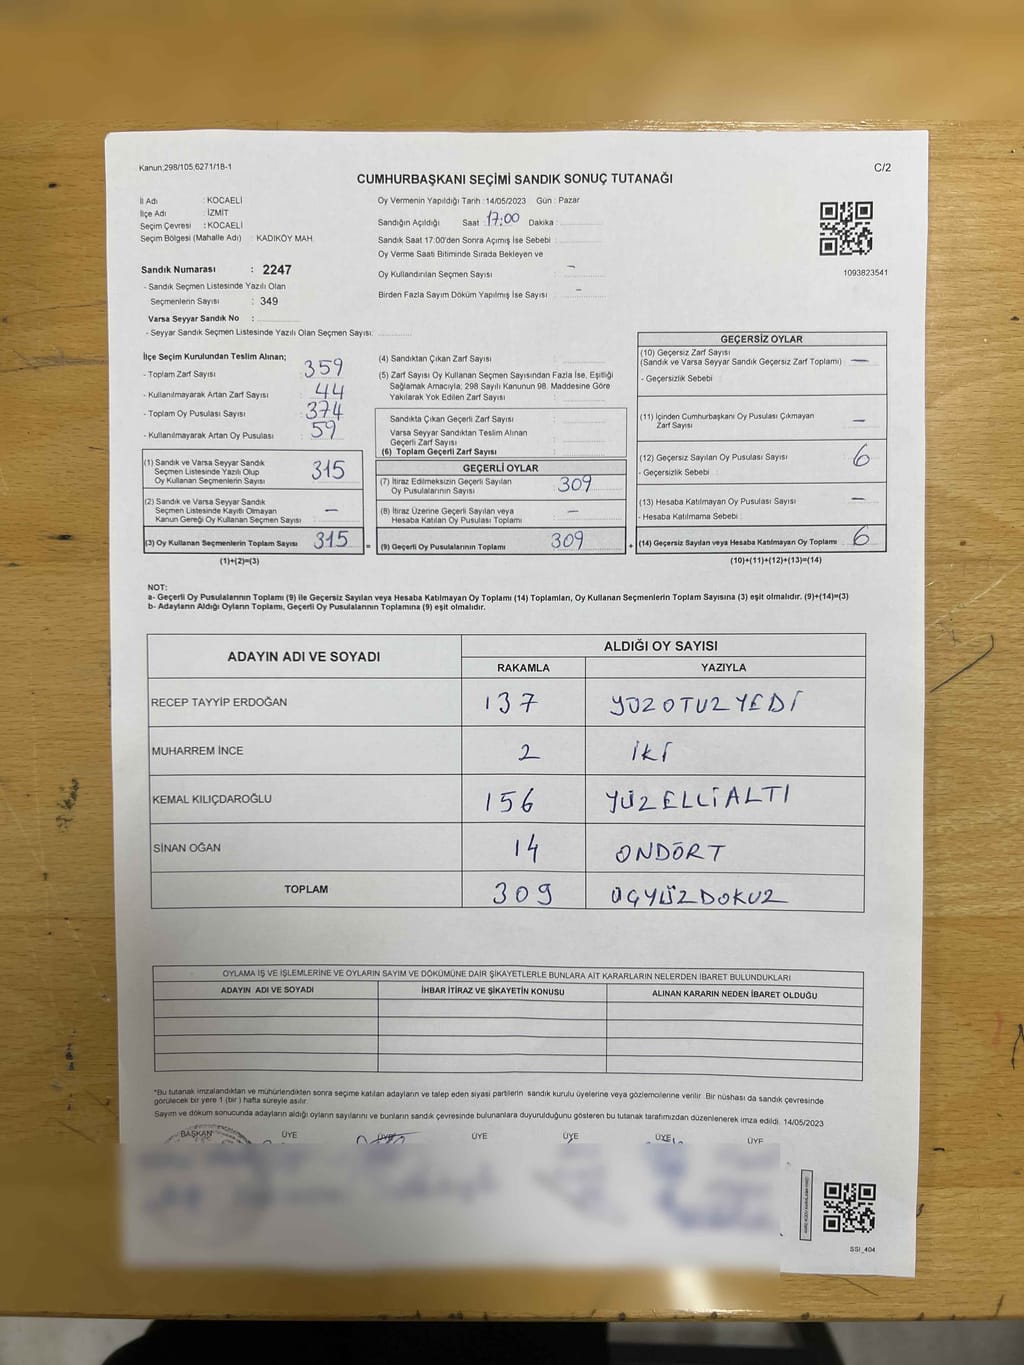 Kanun,298/105,6271/18-1
C/2
CUMHURBAŞKANI SEÇİMİ SANDIK SONUÇ TUTANAĞI
İl Adı : KOCAELİ
İlçe Adı : İZMİT
Seçim Çevresi : KOCAELİ
Seçim Bölgesi (Mahalle Adı) : KADIKÖY MAH.
Oy Vermenin Yapıldığı Tarih : 14/05/2023 Gün : Pazar
Sandığın Açıldığı Saat : 17:00 Dakika :
Sandık Saat 17:00'den Sonra Açımış İse Sebebi :
Oy Verme Saati Bitiminde Sırada Bekleyen ve
Oy Kullandırılan Seçmen Sayısı : –
Birden Fazla Sayım Döküm Yapılmış İse Sayısı : –
1093823541
Sandık Numarası : 2247
- Sandık Seçmen Listesinde Yazılı Olan
Seçmenlerin Sayısı : 349
Varsa Seyyar Sandık No :
- Seyyar Sandık Seçmen Listesinde Yazılı Olan Seçmen Sayısı:
İlçe Seçim Kurulundan Teslim Alınan;
- Toplam Zarf Sayısı : 359
- Kullanılmayarak Artan Zarf Sayısı : 44
- Toplam Oy Pusulası Sayısı : 374
- Kullanılmayarak Artan Oy Pusulası : 59
(1) Sandık ve Varsa Seyyar Sandık
Seçmen Listesinde Yazılı Olup
Oy Kullanan Seçmenlerin Sayısı : 315
(2) Sandık ve Varsa Seyyar Sandık
Seçmen Listesinde Kayıtlı Olmayan
Kanun Gereği Oy Kullanan Seçmen Sayısı : –
(3) Oy Kullanan Seçmenlerin Toplam Sayısı : 315 =
(1)+(2)=(3)
(4) Sandıktan Çıkan Zarf Sayısı :
(5) Zarf Sayısı Oy Kullanan Seçmen Sayısından Fazla İse, Eşitliği
Sağlamak Amacıyla; 298 Sayılı Kanunun 98. Maddesine Göre
Yakılarak Yok Edilen Zarf Sayısı :
Sandıkta Çıkan Geçerli Zarf Sayısı :
Varsa Seyyar Sandıktan Teslim Alınan
Geçerli Zarf Sayısı :
(6) Toplam Geçerli Zarf Sayısı :
GEÇERLİ OYLAR
(7) İtiraz Edilmeksizin Geçerli Sayılan
Oy Pusulalarının Sayısı : 309
(8) İtiraz Üzerine Geçerli Sayılan veya
Hesaba Katılan Oy Pusulası Toplamı : –
(9) Geçerli Oy Pusulalarının Toplamı : 309 +
GEÇERSİZ OYLAR
(10) Geçersiz Zarf Sayısı
(Sandık ve Varsa Seyyar Sandık Geçersiz Zarf Toplamı) : –
- Geçersizlik Sebebi :
(11) İçinden Cumhurbaşkanı Oy Pusulası Çıkmayan
Zarf Sayısı : –
(12) Geçersiz Sayılan Oy Pusulası Sayısı : 6
- Geçersizlik Sebebi :
(13) Hesaba Katılmayan Oy Pusulası Sayısı : –
- Hesaba Katılmama Sebebi :
(14) Geçersiz Sayılan veya Hesaba Katılmayan Oy Toplamı : 6
(10)+(11)+(12)+(13)=(14)
NOT:
a- Geçerli Oy Pusulalarının Toplamı (9) ile Geçersiz Sayılan veya Hesaba Katılmayan Oy Toplamı (14) Toplamları, Oy Kullanan Seçmenlerin Toplam Sayısına (3) eşit olmalıdır. (9)+(14)=(3)
b- Adayların Aldığı Oyların Toplamı, Geçerli Oy Pusulalarının Toplamına (9) eşit olmalıdır.
ADAYIN ADI VE SOYADI
ALDIĞI OY SAYISI
RAKAMLA YAZIYLA
RECEP TAYYİP ERDOĞAN 137 YÜZOTUZYEDİ
MUHARREM İNCE 2 İKİ
KEMAL KILIÇDAROĞLU 156 YÜZELLİALTI
SİNAN OĞAN 14 ONDÖRT
TOPLAM 309 ÜÇYÜZDOKUZ
OYLAMA İŞ VE İŞLEMLERİNE VE OYLARIN SAYIM VE DÖKÜMÜNE DAİR ŞİKAYETLERLE BUNLARA AİT KARARLARIN NELERDEN İBARET BULUNDUKLARI
ADAYIN ADI VE SOYADI İHBAR İTİRAZ VE ŞİKAYETİN KONUSU ALINAN KARARIN NEDEN İBARET OLDUĞU
*Bu tutanak imzalandıktan ve mühürlendikten sonra seçime katılan adayların ve talep eden siyasi partilerin sandık kurulu üyelerine veya gözlemcilerine verilir. Bir nüshası da sandık çevresinde
görülecek bir yere 1 (bir) hafta süreyle asılır.
Sayım ve döküm sonucunda adayların aldığı oyların sayılarını ve bunların sandık çevresinde bulunanlara duyurulduğunu gösteren bu tutanak tarafımızdan düzenlenerek imza edildi. 14/05/2023
BAŞKAN ÜYE ÜYE ÜYE ÜYE ÜYE ÜYE
SSI_404